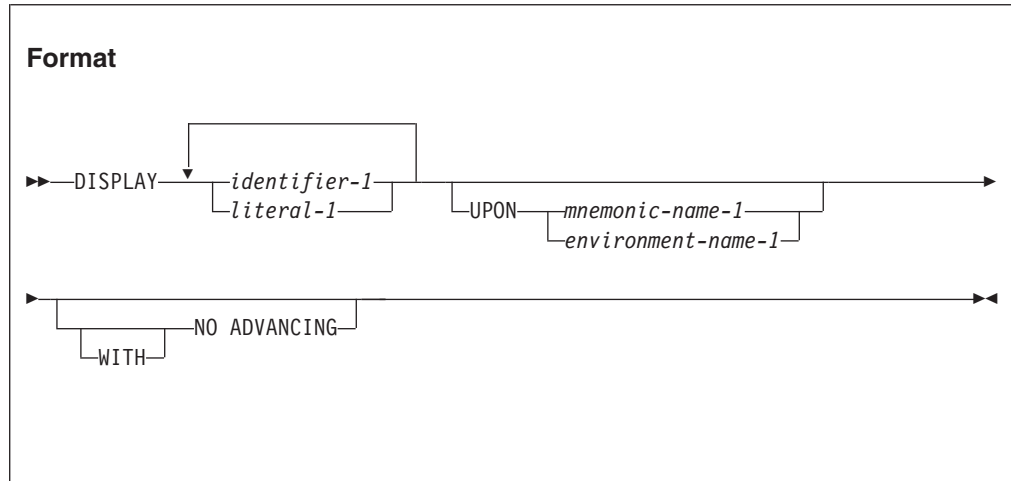 Format
DISPLAY identifier-1
literal-1
UPON mnemonic-name-1
environment-name-1
NO ADVANCING
WITH